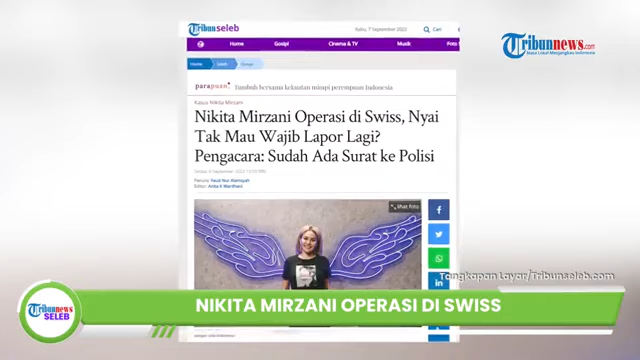 Tribunseleb
Rabu, 7 September 2022
Cari
Home
Gosip!
Cinema & TV
Music
Foto
Tribunnews.com
Mata Lokal Menjangkau Indonesia
Home
Seleb
Gosip!
parapuan.
Tumbuh bersama kekuatan mimpi perempuan Indonesia
Kasus Nikita Mirzani
Nikita Mirzani Operasi di Swiss, Nyai
Tak Mau Wajib Lapor Lagi?
Pengacara: Sudah Ada Surat ke Polisi
Penulis: Fauzi Nur Alamsyah
Editor: Anita K Wardhani
lihat foto
Tangkapan Layar/Tribunseleb.com
Tribunnews
SELEB
NIKITA MIRZANI OPERASI DI SWISS